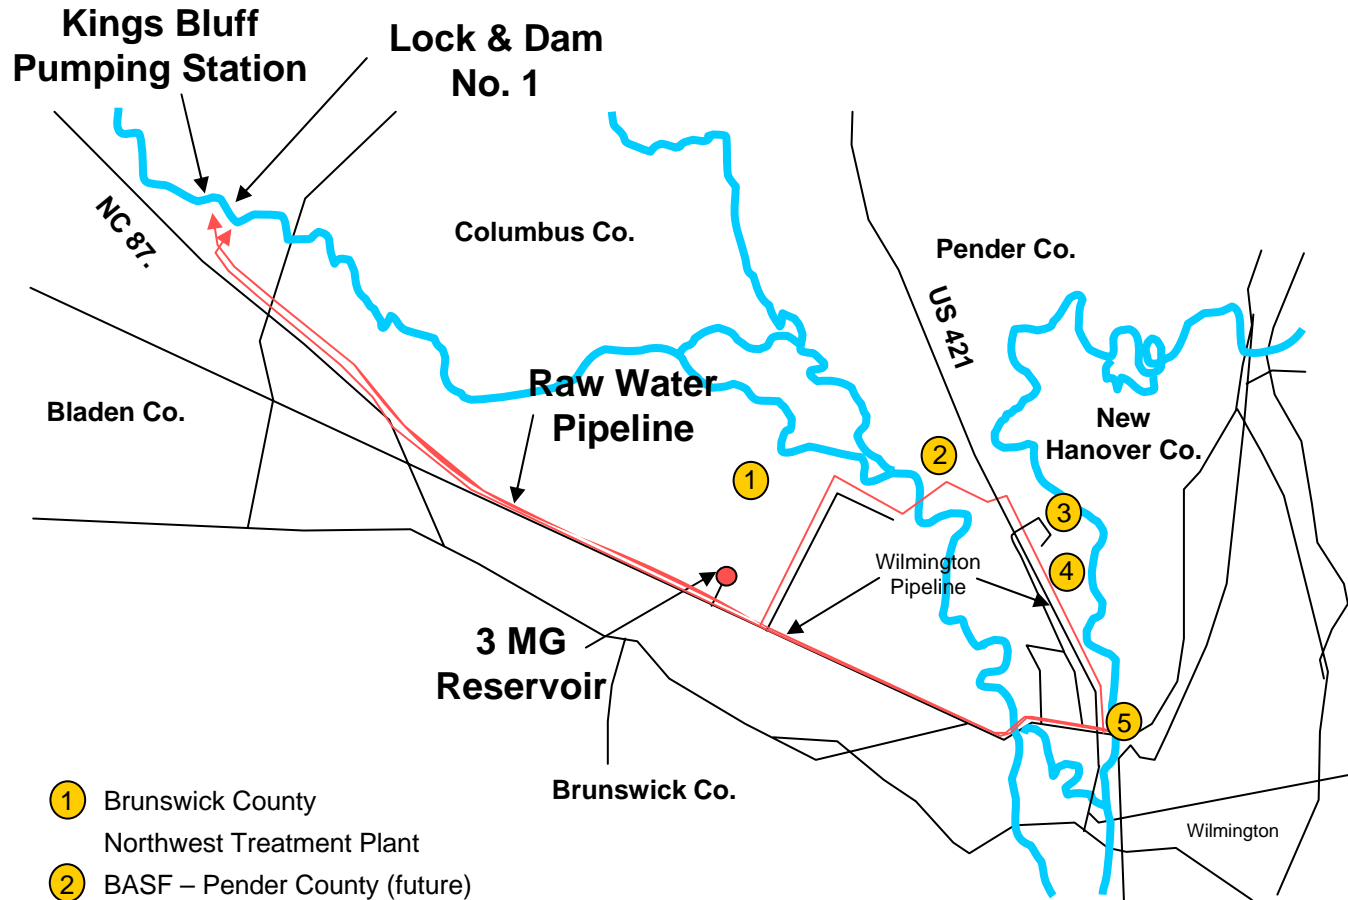 Kings Bluff
Pumping Station
Lock & Dam
No. 1
NC 87.
Columbus Co.
Pender Co.
US 421
Bladen Co.
Raw Water
Pipeline
New
Hanover Co.
1
2
3
4
Wilmington
Pipeline
3 MG
Reservoir
5
Brunswick Co.
Wilmington
1 Brunswick County
Northwest Treatment Plant
2 BASF – Pender County (future)